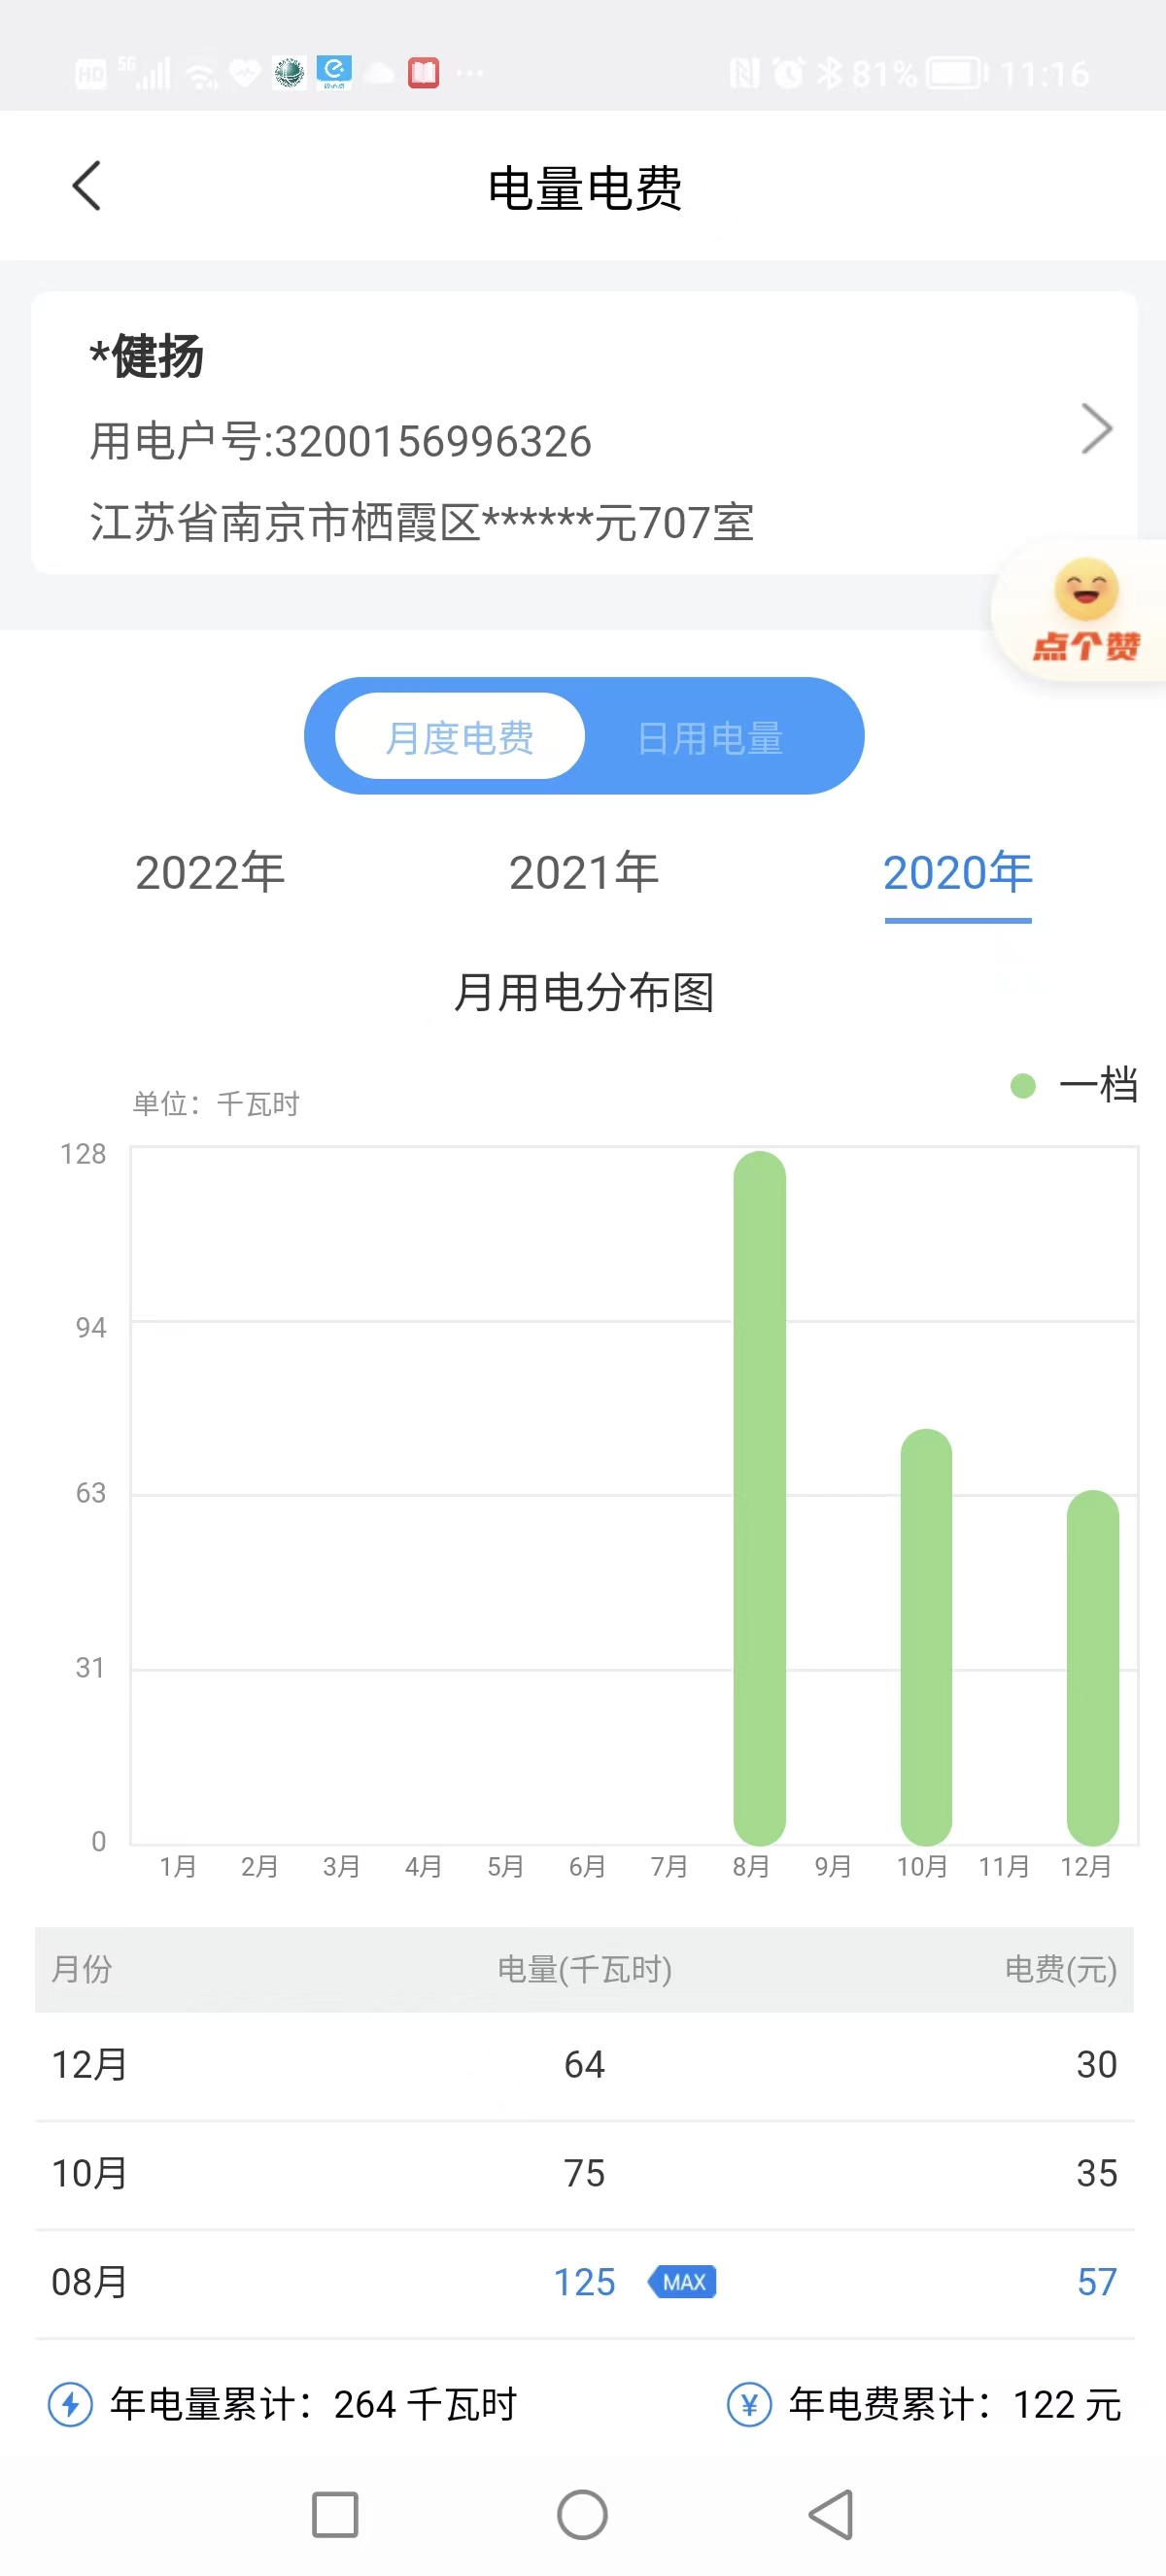 HD 5G 81% 11:16
电量电费
*健扬
用电户号:3200156996326
江苏省南京市栖霞区******元707室
点个赞
月度电费 日用电量
2022年 2021年 2020年
月用电分布图
单位：千瓦时 一档
128
94
63
31
0
1月 2月 3月 4月 5月 6月 7月 8月 9月 10月 11月 12月
月份 电量(千瓦时) 电费(元)
12月 64 30
10月 75 35
08月 125 MAX 57
年电量累计：264 千瓦时 ¥ 年电费累计：122 元